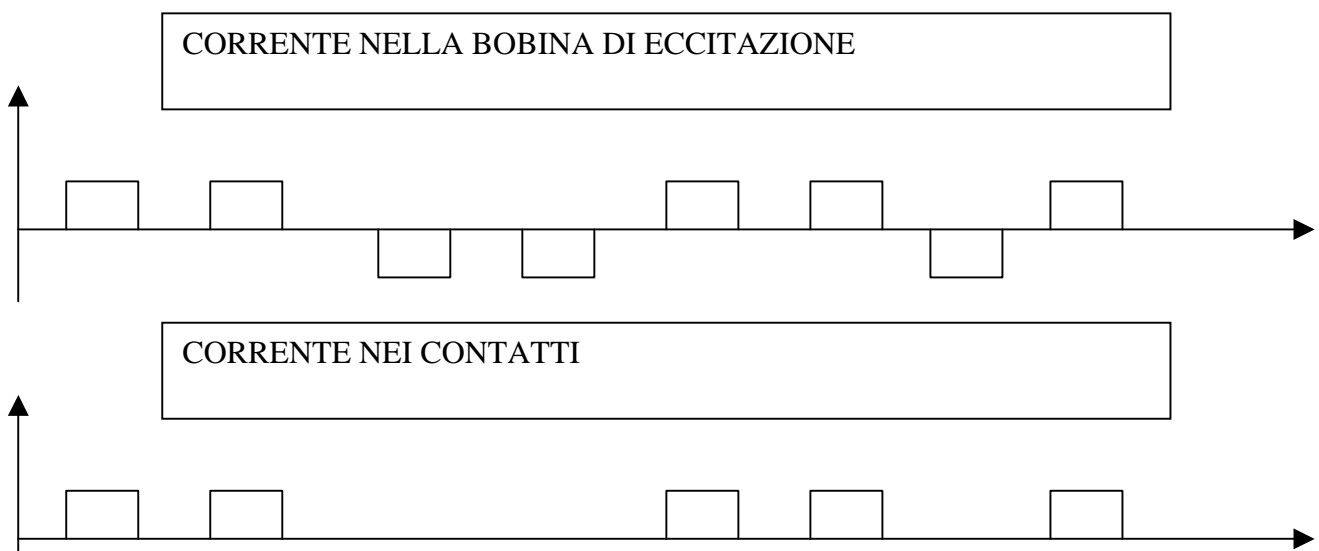 CORRENTE NELLA BOBINA DI ECCITAZIONE
CORRENTE NEI CONTATTI